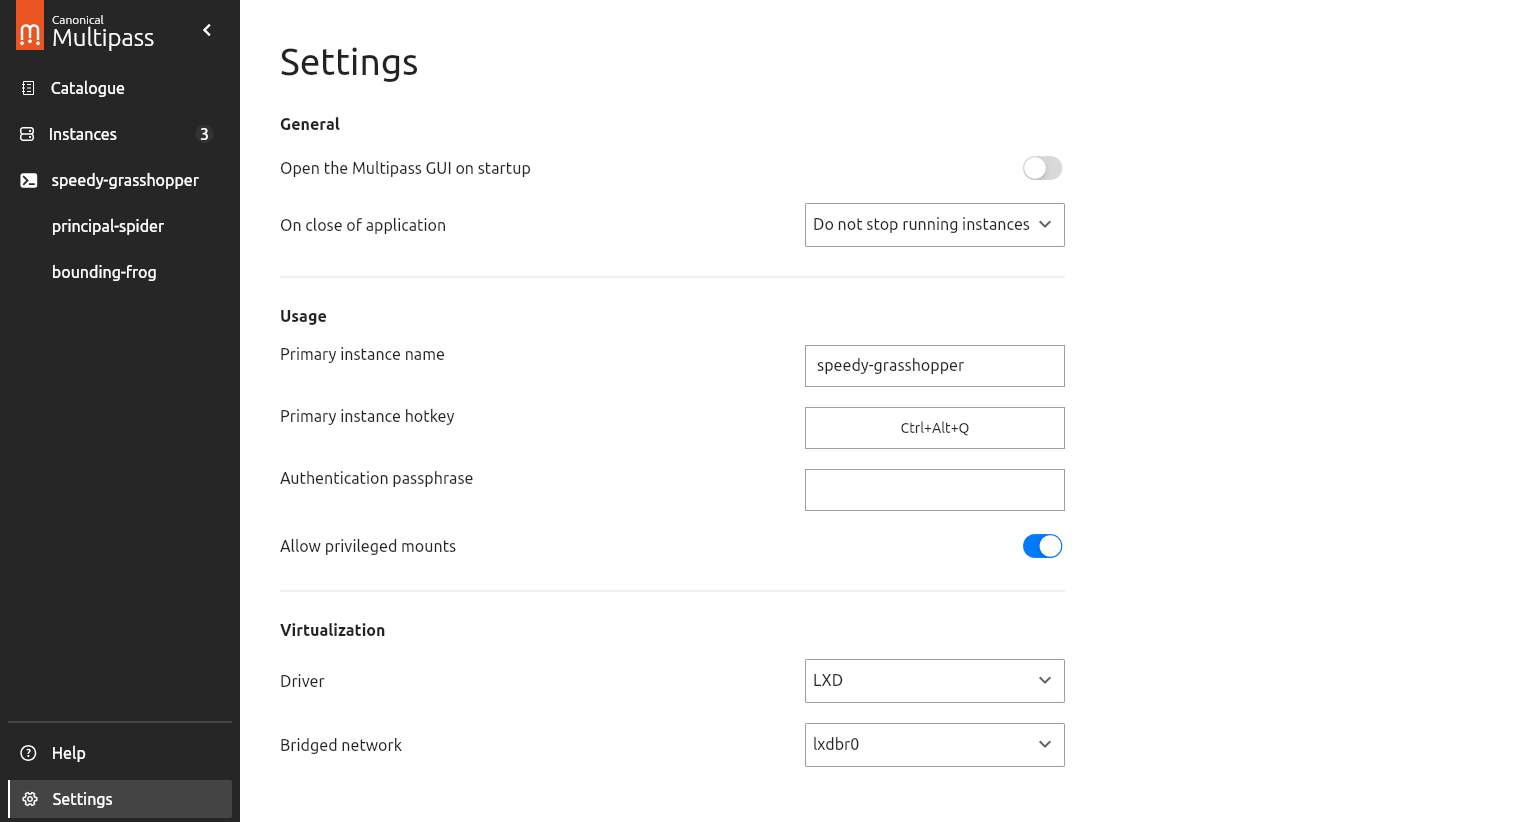 Canonical
Multipass
Catalogue
Instances 3
speedy-grasshopper
principal-spider
bounding-frog
Help
Settings
Settings
General
Open the Multipass GUI on startup
On close of application Do not stop running instances
Usage
Primary instance name speedy-grasshopper
Primary instance hotkey Ctrl+Alt+Q
Authentication passphrase
Allow privileged mounts
Virtualization
Driver LXD
Bridged network lxdbr0